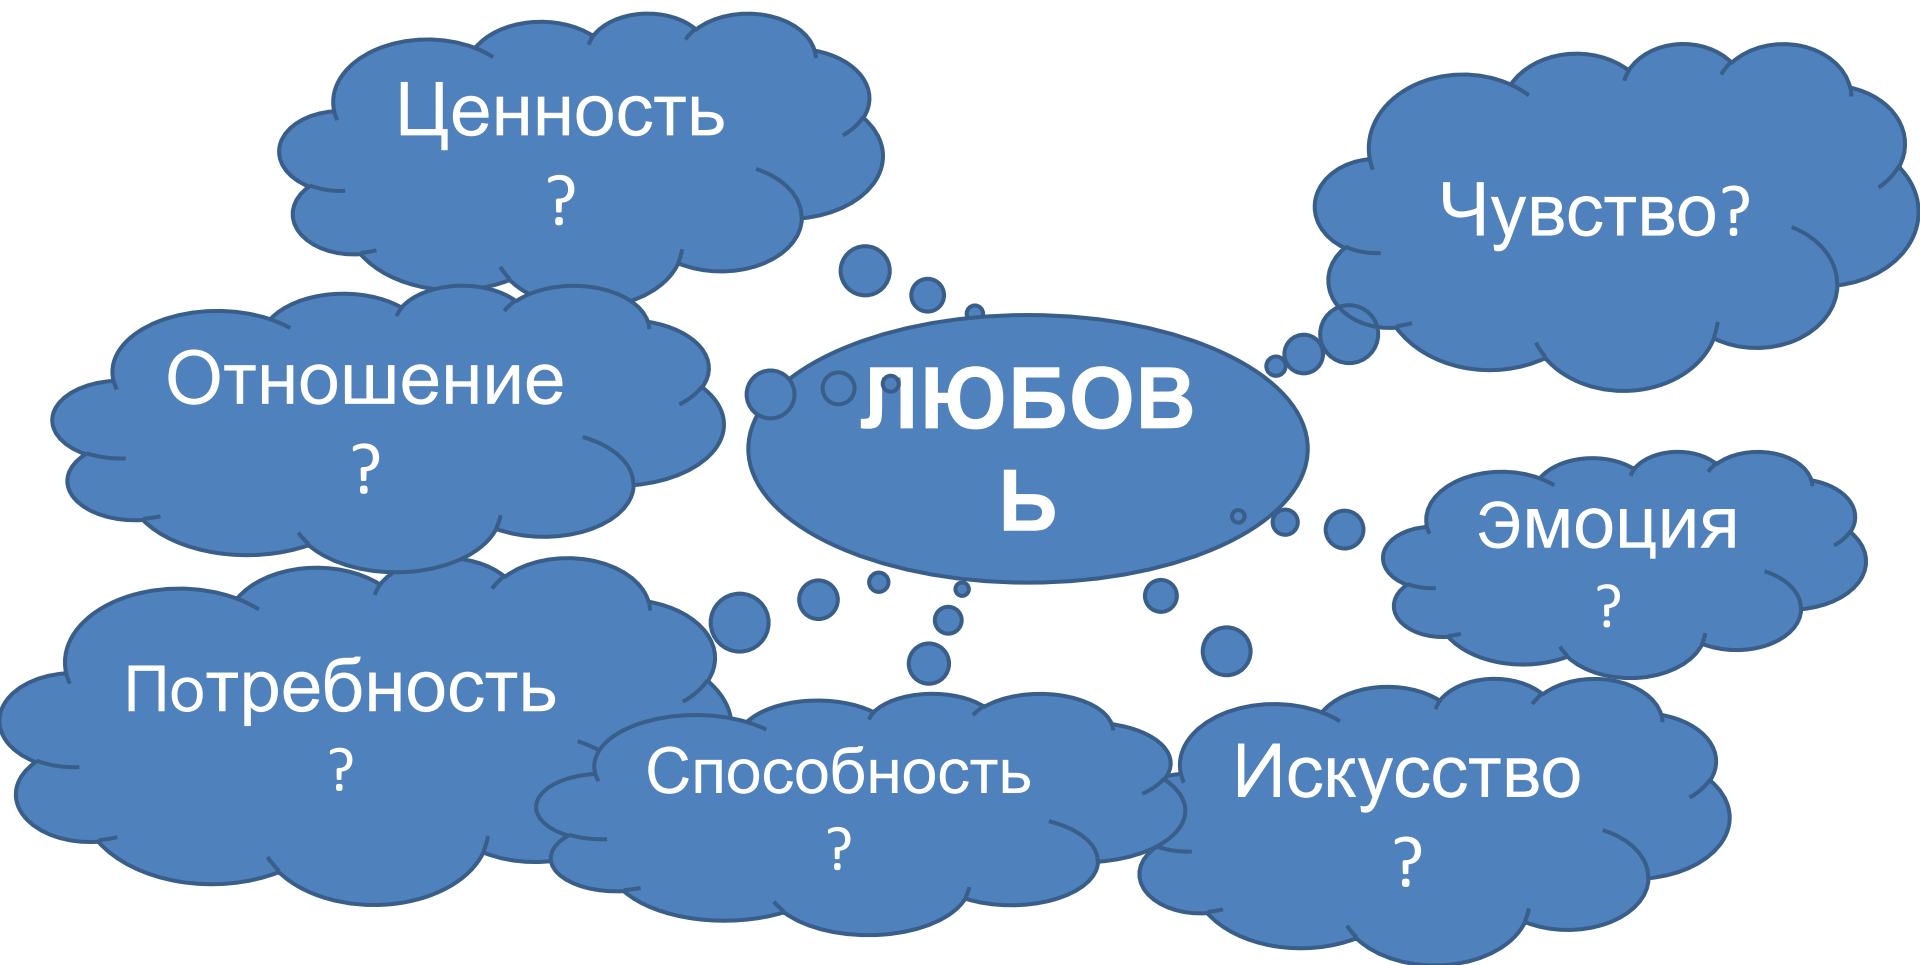 Ценность
?
Чувство?
Отношение
?
ЛЮБОВ
Ь
Эмоция
?
Потребность
?
Способность
?
Искусство
?